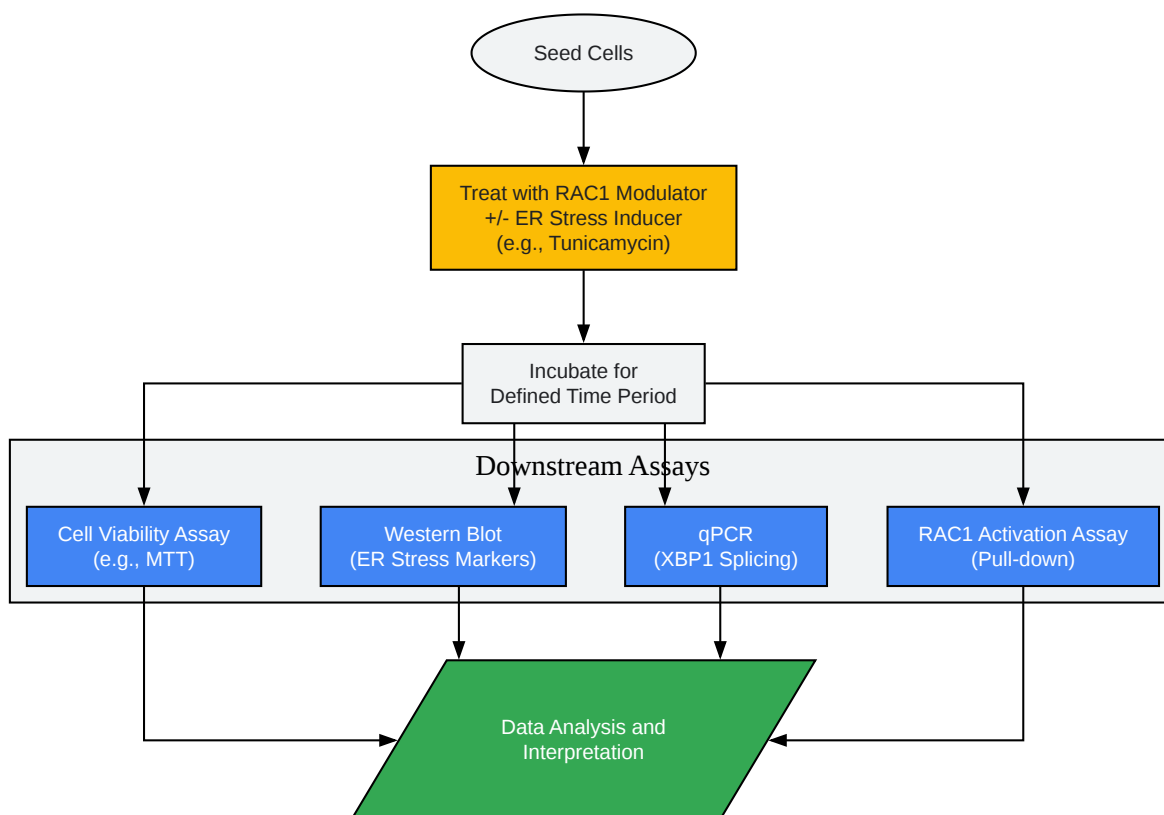 Seed Cells
Treat with RAC1 Modulator
+/- ER Stress Inducer
(e.g., Tunicamycin)
Incubate for
Defined Time Period
Downstream Assays
Cell Viability Assay
(e.g., MTT)
Western Blot
(ER Stress Markers)
qPCR
(XBP1 Splicing)
RAC1 Activation Assay
(Pull-down)
Data Analysis and
Interpretation